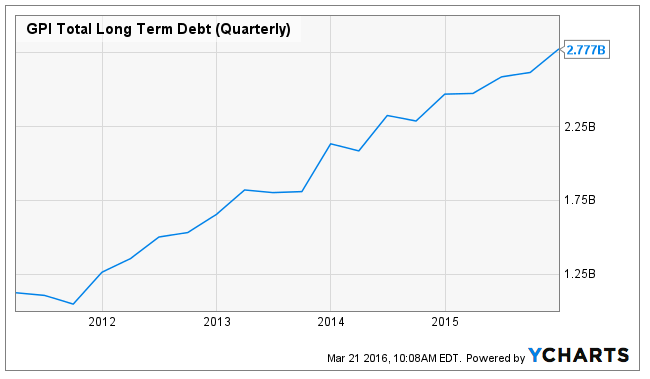 GPI Total Long Term Debt (Quarterly)
2.777B
2.25B
1.75B
1.25B
2012 2013 2014 2015
Mar 21 2016, 10:08AM EDT. Powered by YCHARTS